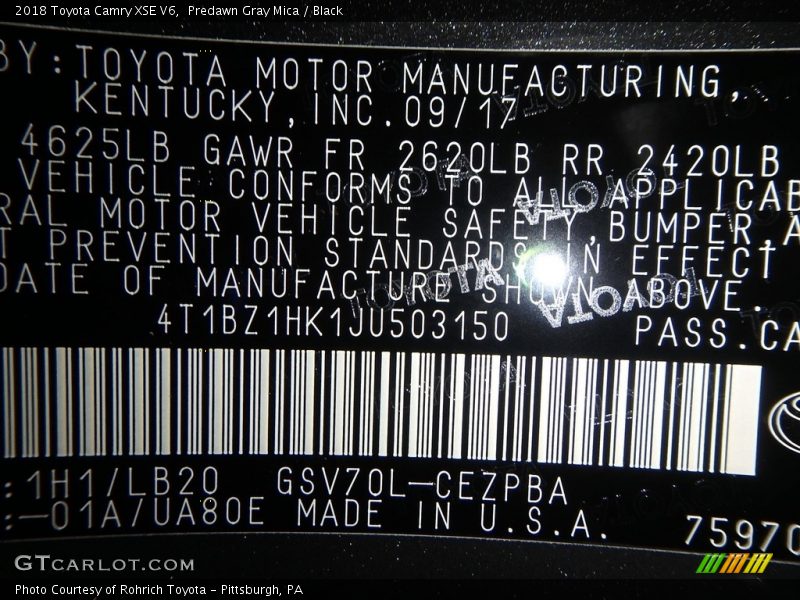 2018 Toyota Camry XSE V6,  Predawn Gray Mica / Black
BY:TOYOTA MOTOR MANUFACTURING,
KENTUCKY,INC.09/17
4625LB GAWR FR 2620LB RR 2420LB
VEHICLE CONFORMS TO ALL APPLICAB
RAL MOTOR VEHICLE SAFETY,BUMPER,A
T PREVENTION STANDARDS IN EFFECT
DATE OF MANUFACTURE SHOWN ABOVE.
4T1BZ1HK1JU503150 PASS.CA
:1H1/LB20 GSV70L-CEZPBA
:-01A7UA80E MADE IN U.S.A.
75970
GTCARLOT.COM
Photo Courtesy of Rohrich Toyota - Pittsburgh, PA